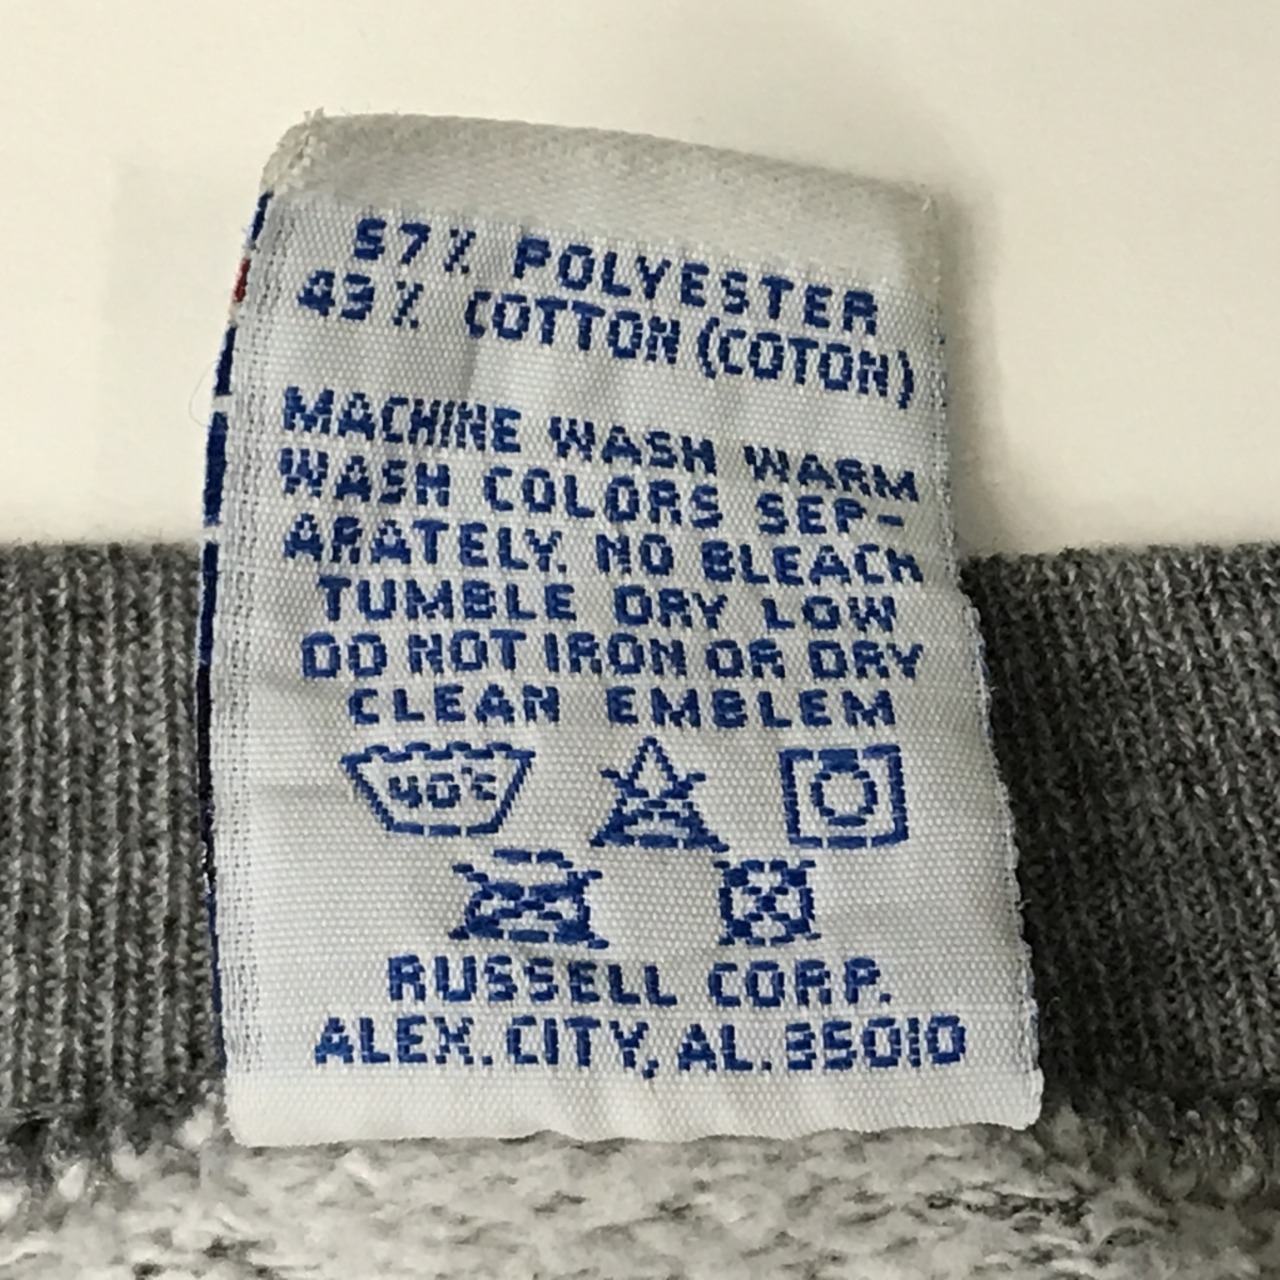 57% POLYESTER
43% COTTON (COTON)
MACHINE WASH WARM
WASH COLORS SEP-
ARATELY. NO BLEACH
TUMBLE DRY LOW
DO NOT IRON OR DRY
CLEAN EMBLEM
40°C
RUSSELL CORP.
ALEX. CITY, AL. 35010